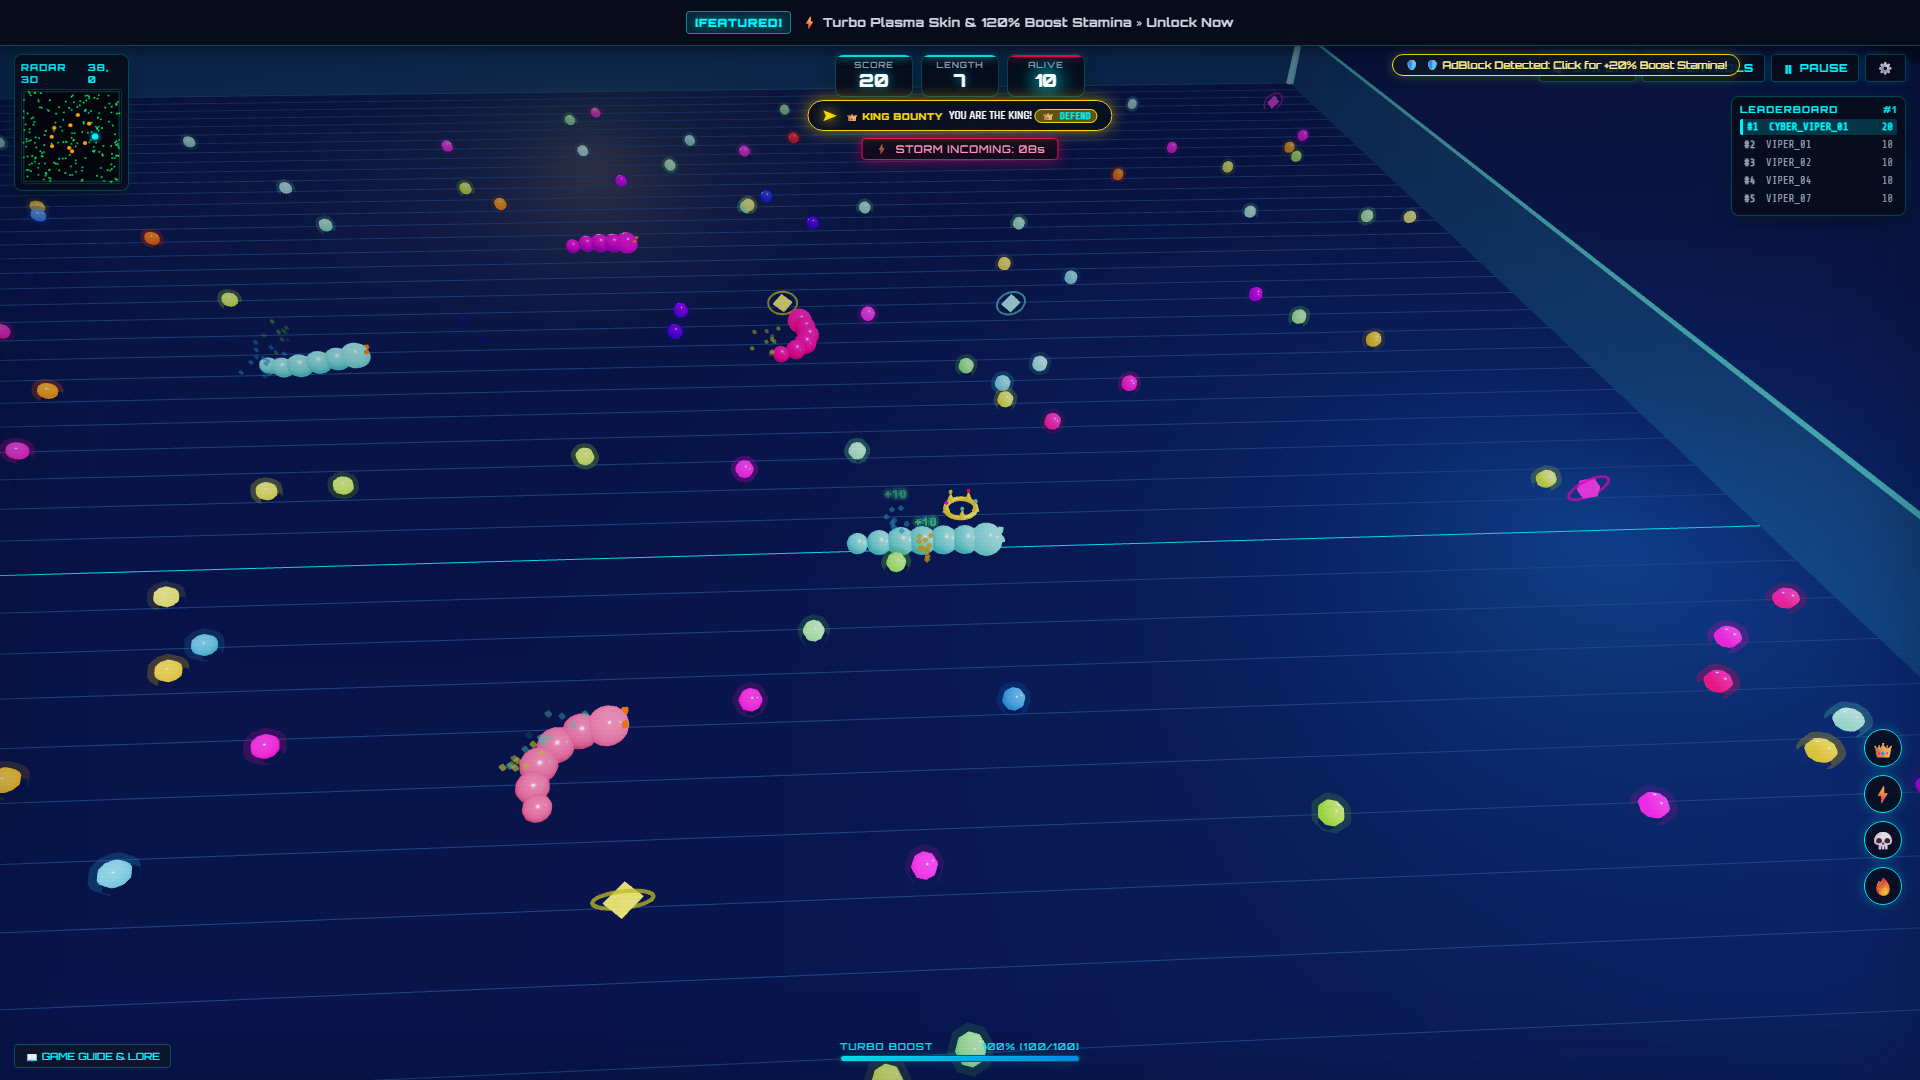 [FEATURED] Turbo Plasma Skin & 120% Boost Stamina » Unlock Now
RADAR 3D 38, 0
SCORE
20
LENGTH
7
ALIVE
10
KING BOUNTY YOU ARE THE KING! DEFEND
STORM INCOMING: 08s
AdBlock Detected: Click for +20% Boost Stamina!
LS
PAUSE
LEADERBOARD #1
#1 CYBER_VIPER_01 20
#2 VIPER_01 10
#3 VIPER_02 10
#4 VIPER_04 10
#5 VIPER_07 10
+10
+10
GAME GUIDE & LORE
TURBO BOOST 00% (100/100)